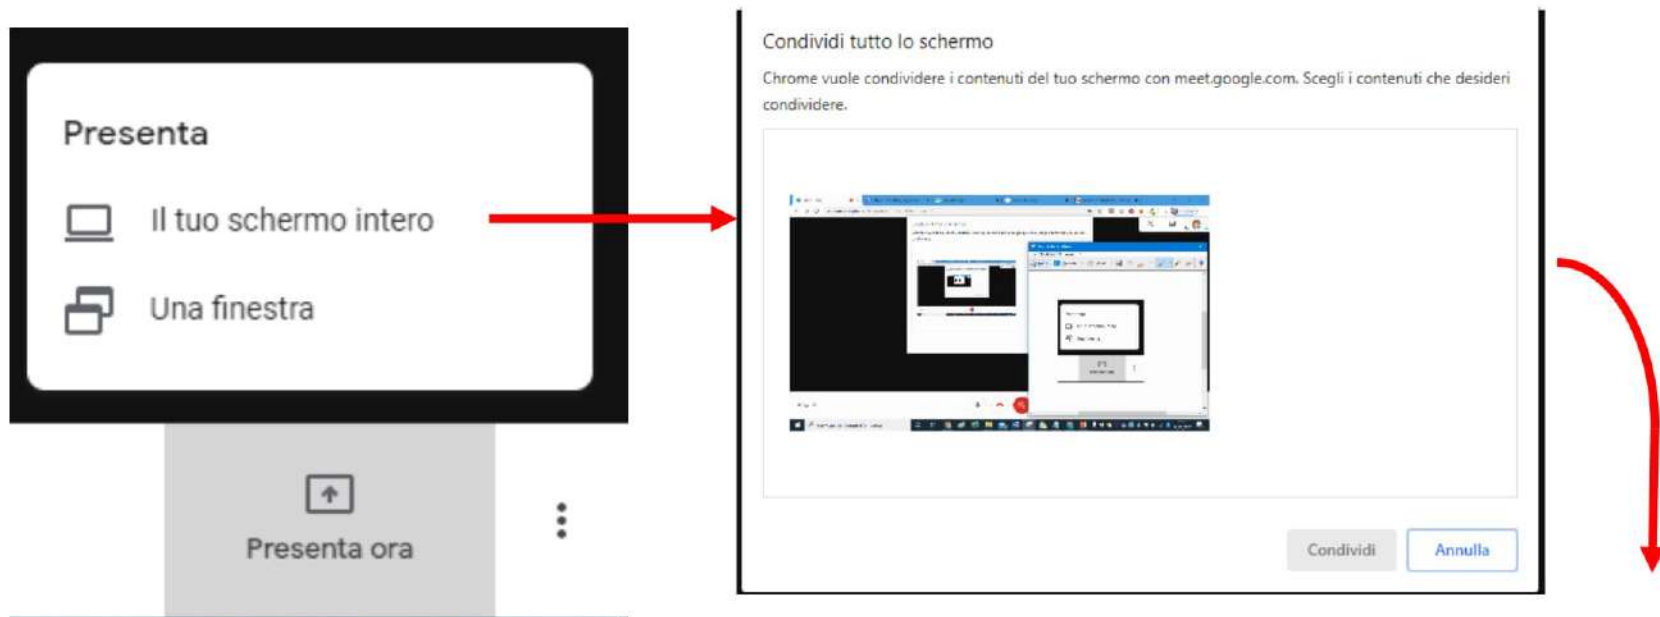 Presenta
Il tuo schermo intero
Una finestra
Presenta ora
Condividi tutto lo schermo
Chrome vuole condividere i contenuti del tuo schermo con meet.google.com. Scegli i contenuti che desideri
condividere.
Condividi
Annulla